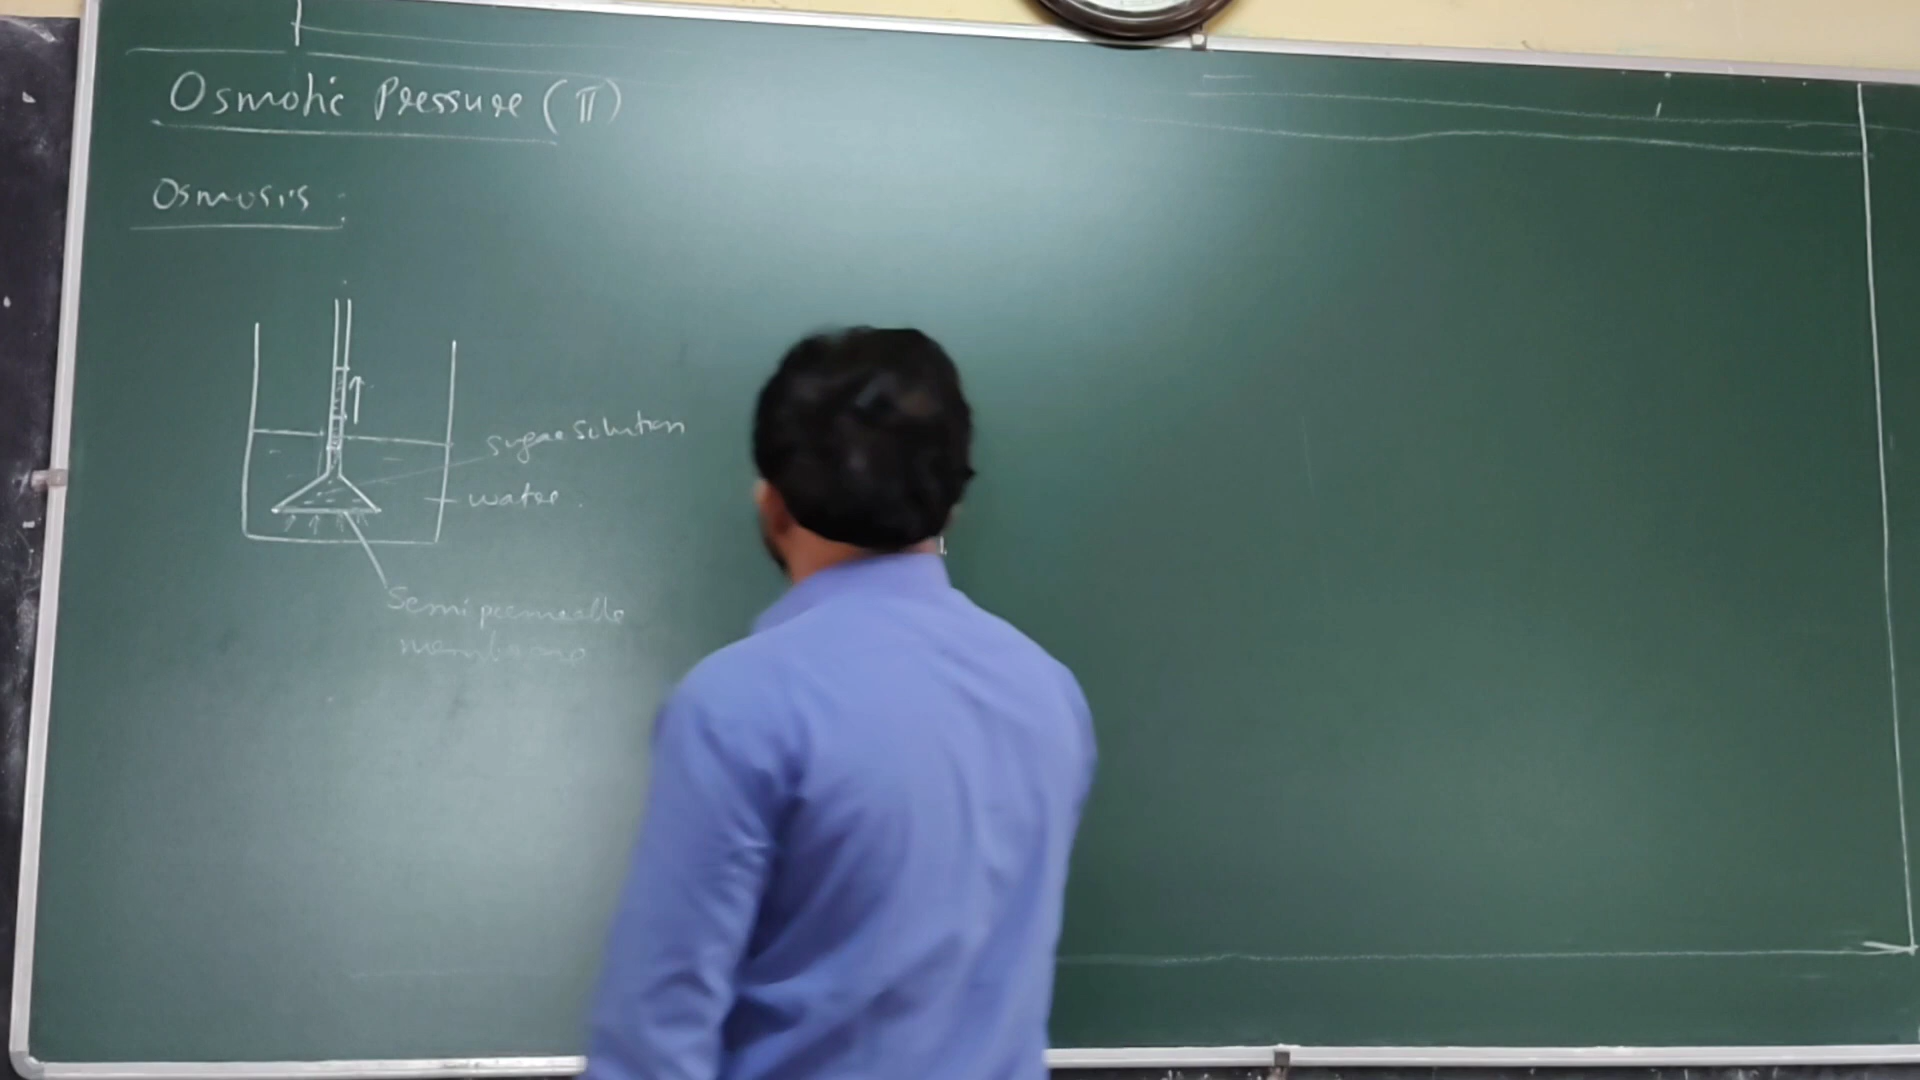 Osmotic Pressure (π)
Osmosis :
sugar solution
water
Semi permeable
membrane